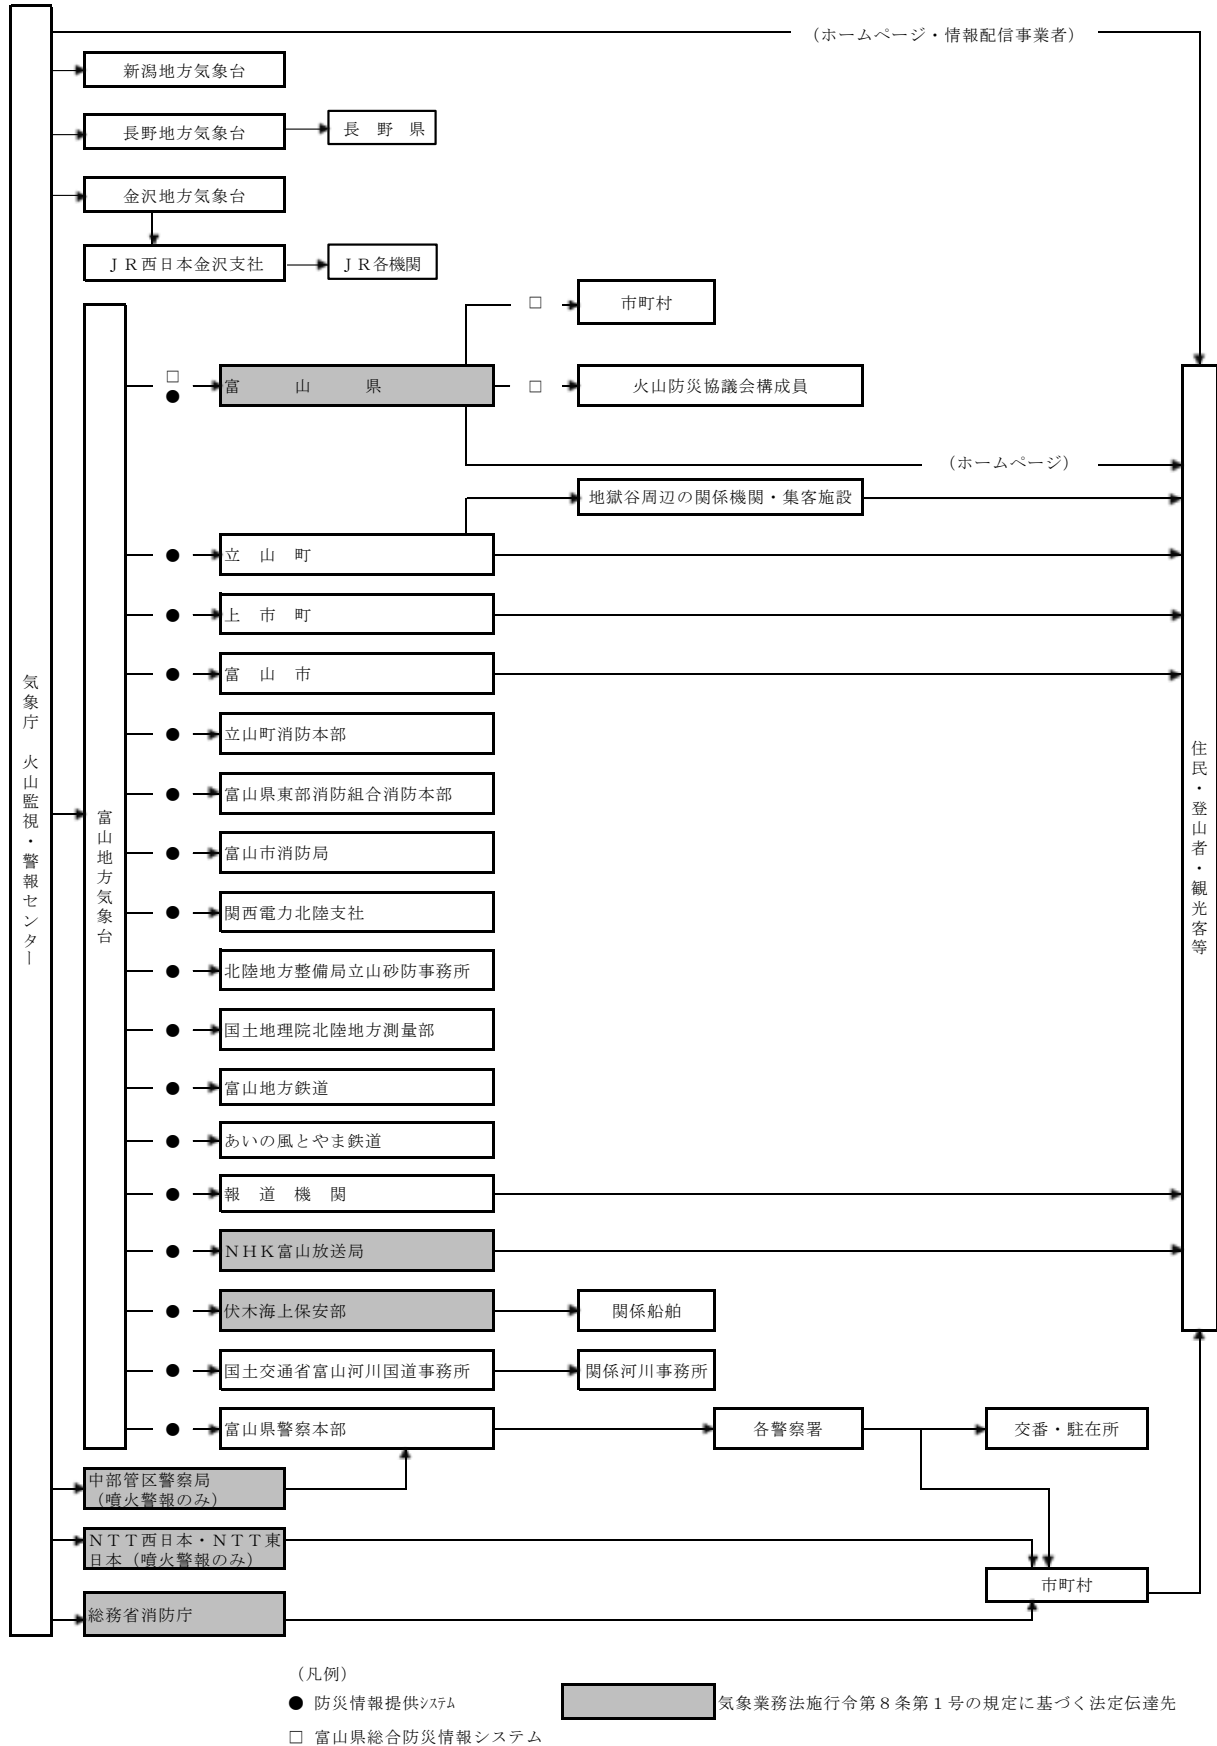 （ホームページ・情報配信事業者）
新潟地方気象台
長野地方気象台
長　野　県
金沢地方気象台
ＪＲ西日本金沢支社
ＪＲ各機関
□
市町村
□
●
富　　　山　　　県
□
火山防災協議会構成員
（ホームページ）
地獄谷周辺の関係機関・集客施設
●
立　山　町
●
上　市　町
●
富　山　市
●
立山町消防本部
●
富山県東部消防組合消防本部
●
富山市消防局
●
関西電力北陸支社
●
北陸地方整備局立山砂防事務所
●
国土地理院北陸地方測量部
●
富山地方鉄道
●
あいの風とやま鉄道
●
報　道　機　関
●
ＮＨＫ富山放送局
●
伏木海上保安部
関係船舶
●
国土交通省富山河川国道事務所
関係河川事務所
●
富山県警察本部
各警察署
交番・駐在所
気象庁　火山監視・警報センター
富山地方気象台
住民・登山者・観光客等
中部管区警察局
（噴火警報のみ）
ＮＴＴ西日本・ＮＴＴ東
日本（噴火警報のみ）
市町村
総務省消防庁
（凡例）
● 防災情報提供ｼｽﾃﾑ
気象業務法施行令第８条第１号の規定に基づく法定伝達先
□ 富山県総合防災情報システム